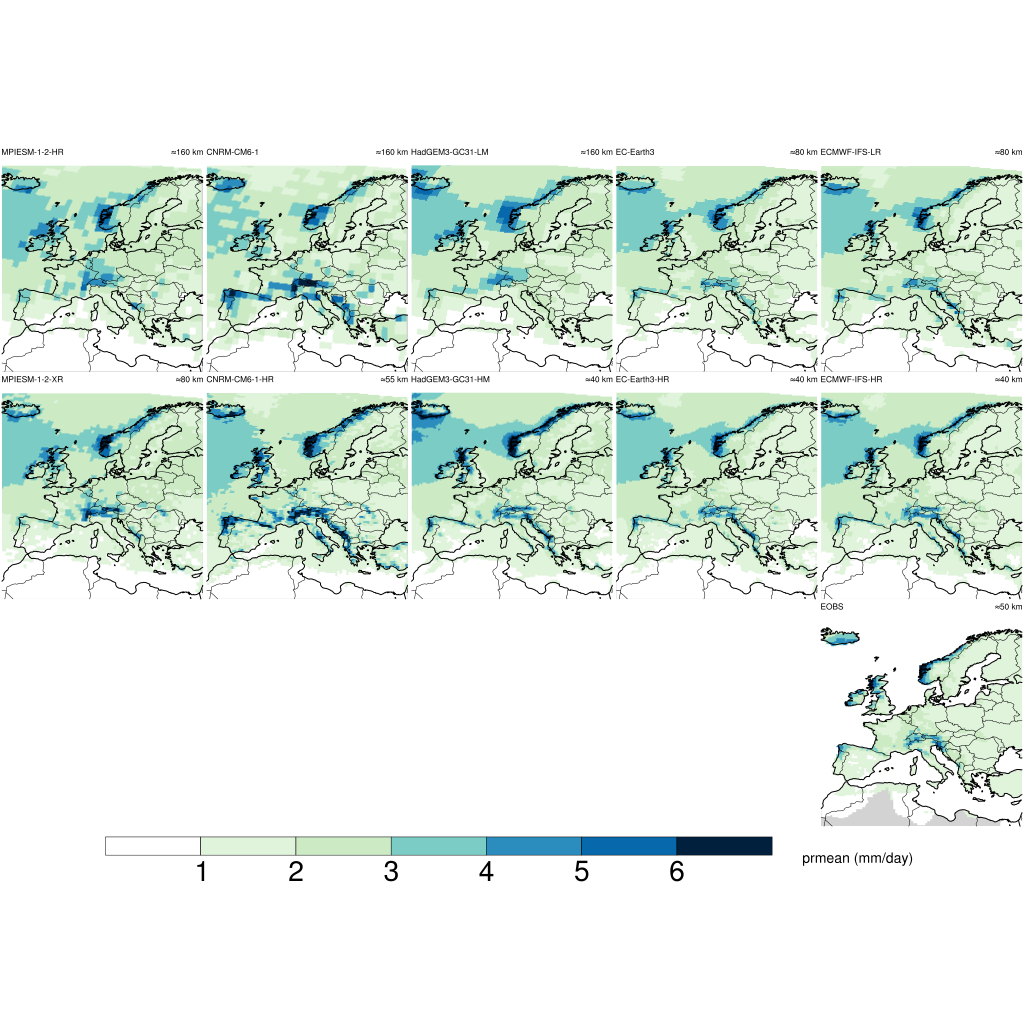 MPIESM-1-2-HR ≈160 km CNRM-CM6-1 ≈160 km HadGEM3-GC31-LM ≈160 km EC-Earth3 ≈80 km ECMWF-IFS-LR ≈80 km
MPIESM-1-2-XR ≈80 km CNRM-CM6-1-HR ≈55 km HadGEM3-GC31-HM ≈40 km EC-Earth3-HR ≈40 km ECMWF-IFS-HR ≈40 km
EOBS ≈50 km
1 2 3 4 5 6 prmean (mm/day)